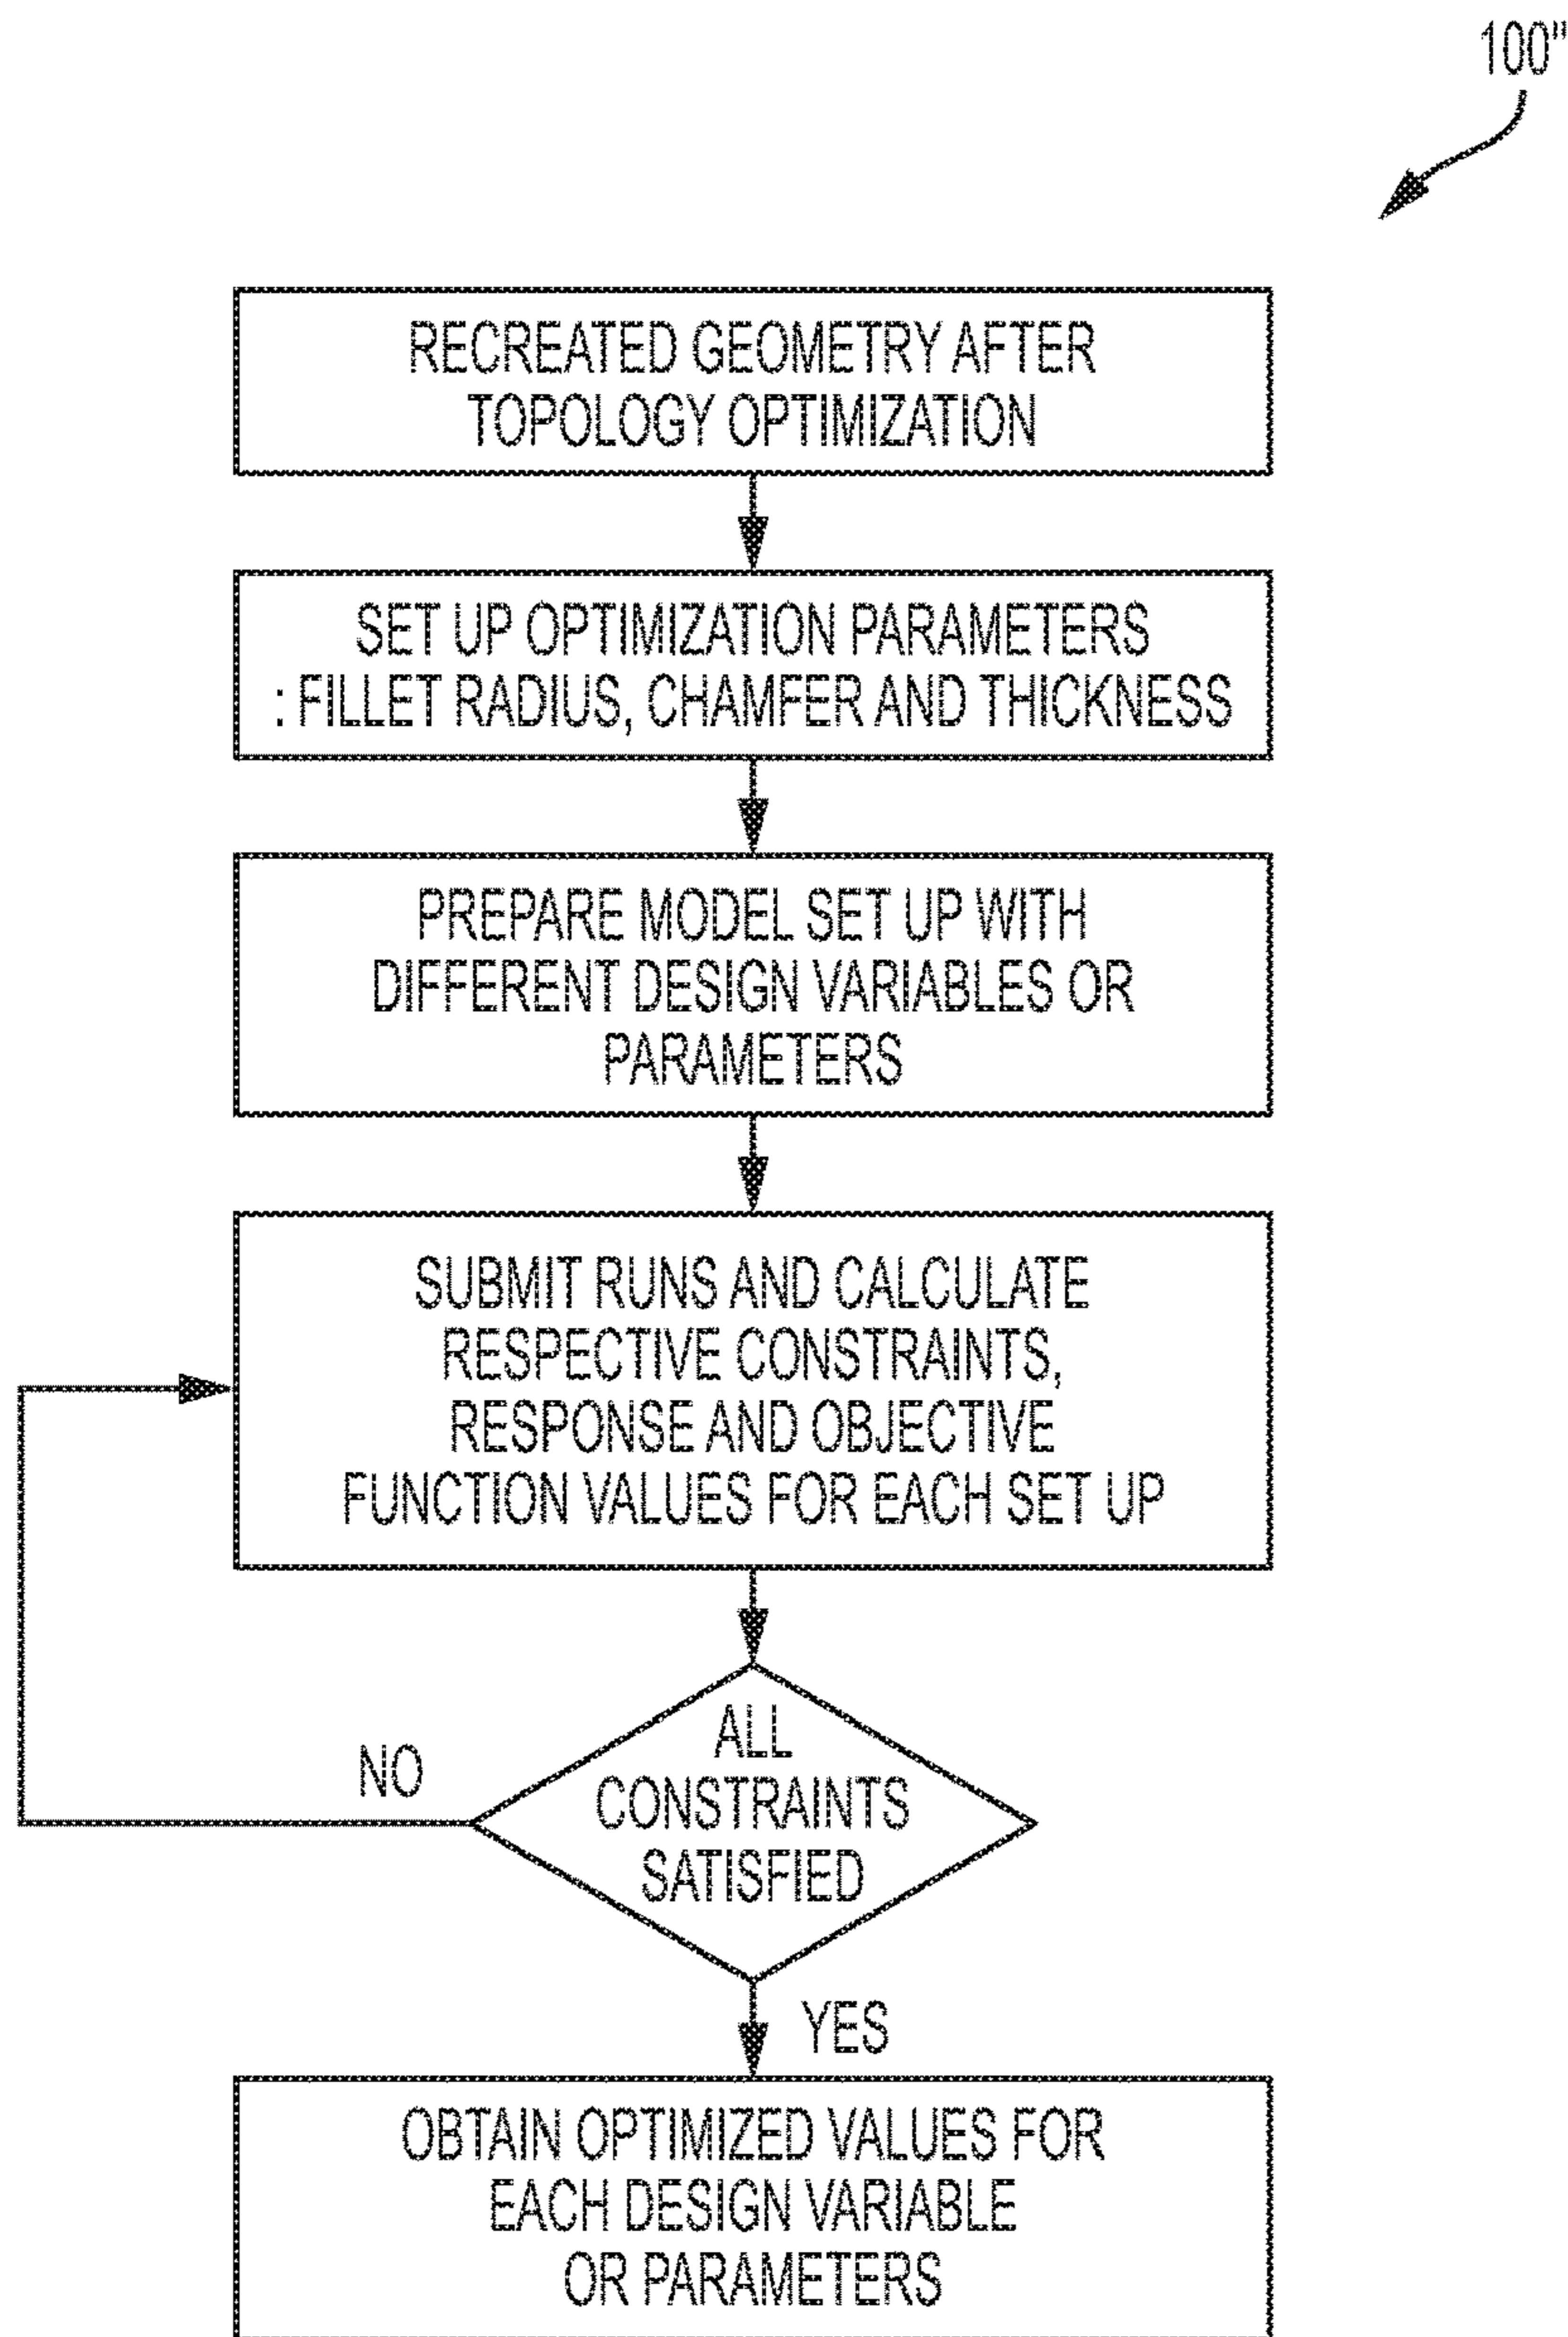 100"
RECREATED GEOMETRY AFTER
TOPOLOGY OPTIMIZATION
SET UP OPTIMIZATION PARAMETERS
: FILLET RADIUS, CHAMFER AND THICKNESS
PREPARE MODEL SET UP WITH
DIFFERENT DESIGN VARIABLES OR
PARAMETERS
SUBMIT RUNS AND CALCULATE
RESPECTIVE CONSTRAINTS,
RESPONSE AND OBJECTIVE
FUNCTION VALUES FOR EACH SET UP
ALL
CONSTRAINTS
SATISFIED
NO
YES
OBTAIN OPTIMIZED VALUES FOR
EACH DESIGN VARIABLE
OR PARAMETERS